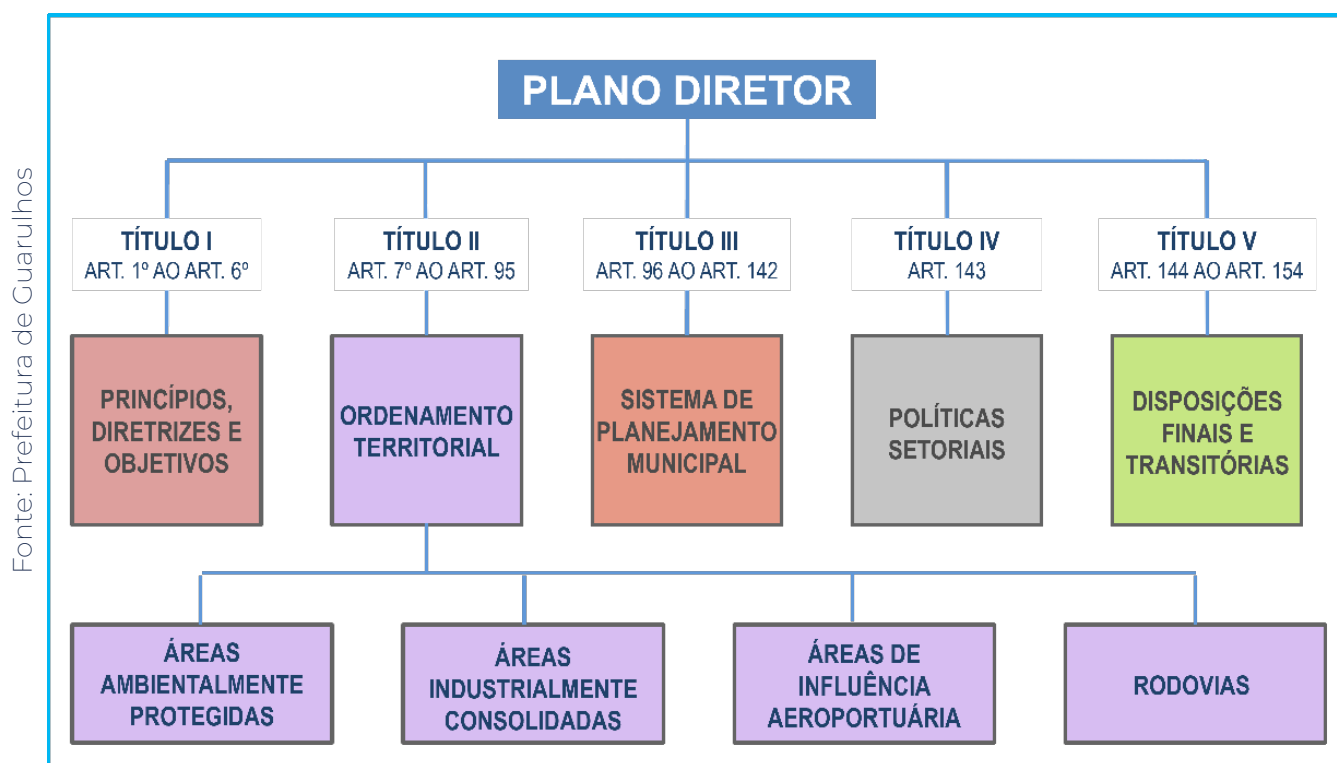 PLANO DIRETOR
Fonte: Prefeitura de Guarulhos
TÍTULO I
ART. 1º AO ART. 6º
TÍTULO II
ART. 7º AO ART. 95
TÍTULO III
ART. 96 AO ART. 142
TÍTULO IV
ART. 143
TÍTULO V
ART. 144 AO ART. 154
PRINCÍPIOS,
DIRETRIZES E
OBJETIVOS
ORDENAMENTO
TERRITORIAL
SISTEMA DE
PLANEJAMENTO
MUNICIPAL
POLÍTICAS
SETORIAIS
DISPOSIÇÕES
FINAIS E
TRANSITÓRIAS
ÁREAS
AMBIENTALMENTE
PROTEGIDAS
ÁREAS
INDUSTRIALMENTE
CONSOLIDADAS
ÁREAS DE
INFLUÊNCIA
AEROPORTUÁRIA
RODOVIAS